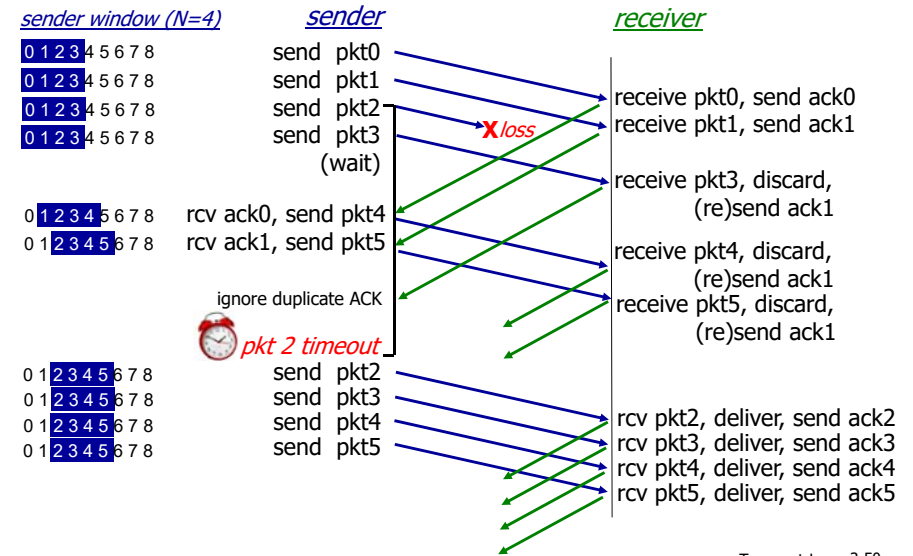 sender window (N=4) sender receiver
0 1 2 3 4 5 6 7 8 send pkt0
0 1 2 3 4 5 6 7 8 send pkt1
receive pkt0, send ack0
0 1 2 3 4 5 6 7 8 send pkt2
receive pkt1, send ack1
0 1 2 3 4 5 6 7 8 send pkt3
X loss
(wait)
receive pkt3, discard,
(re)send ack1
0 1 2 3 4 5 6 7 8 rcv ack0, send pkt4
0 1 2 3 4 5 6 7 8 rcv ack1, send pkt5
receive pkt4, discard,
(re)send ack1
ignore duplicate ACK
receive pkt5, discard,
(re)send ack1
pkt 2 timeout
0 1 2 3 4 5 6 7 8 send pkt2
0 1 2 3 4 5 6 7 8 send pkt3
0 1 2 3 4 5 6 7 8 send pkt4
0 1 2 3 4 5 6 7 8 send pkt5
rcv pkt2, deliver, send ack2
rcv pkt3, deliver, send ack3
rcv pkt4, deliver, send ack4
rcv pkt5, deliver, send ack5